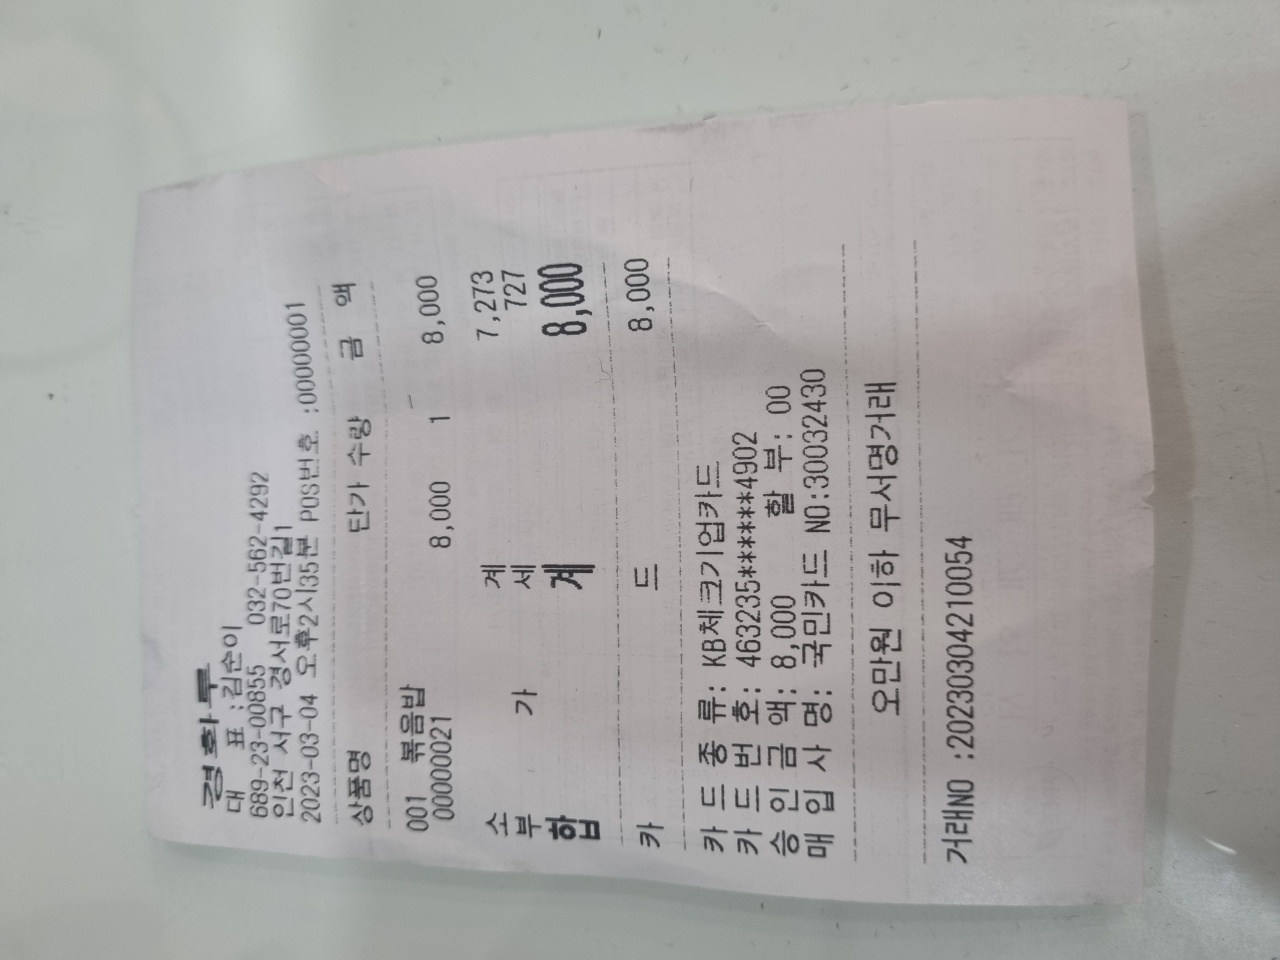 경화루
대 표 :김순이
689-23-00855 032-562-4292
인천 서구 경서로70번길1
2023-03-04 오후2시35분 POS번호 :00000001
상품명 단가 수량 금 액
001 볶음밥
00000021 8,000 1 8,000
소 계 7,273
부 가 세 727
합 계 8,000
카 드 8,000
카 드 종 류: KB체크기업카드
카 드 번 호: 463235******4902
승 인 금 액: 8,000 할 부: 00
매 입 사 명: 국민카드 NO:30032430
오만원 이하 무서명거래
거래NO :20230304210054